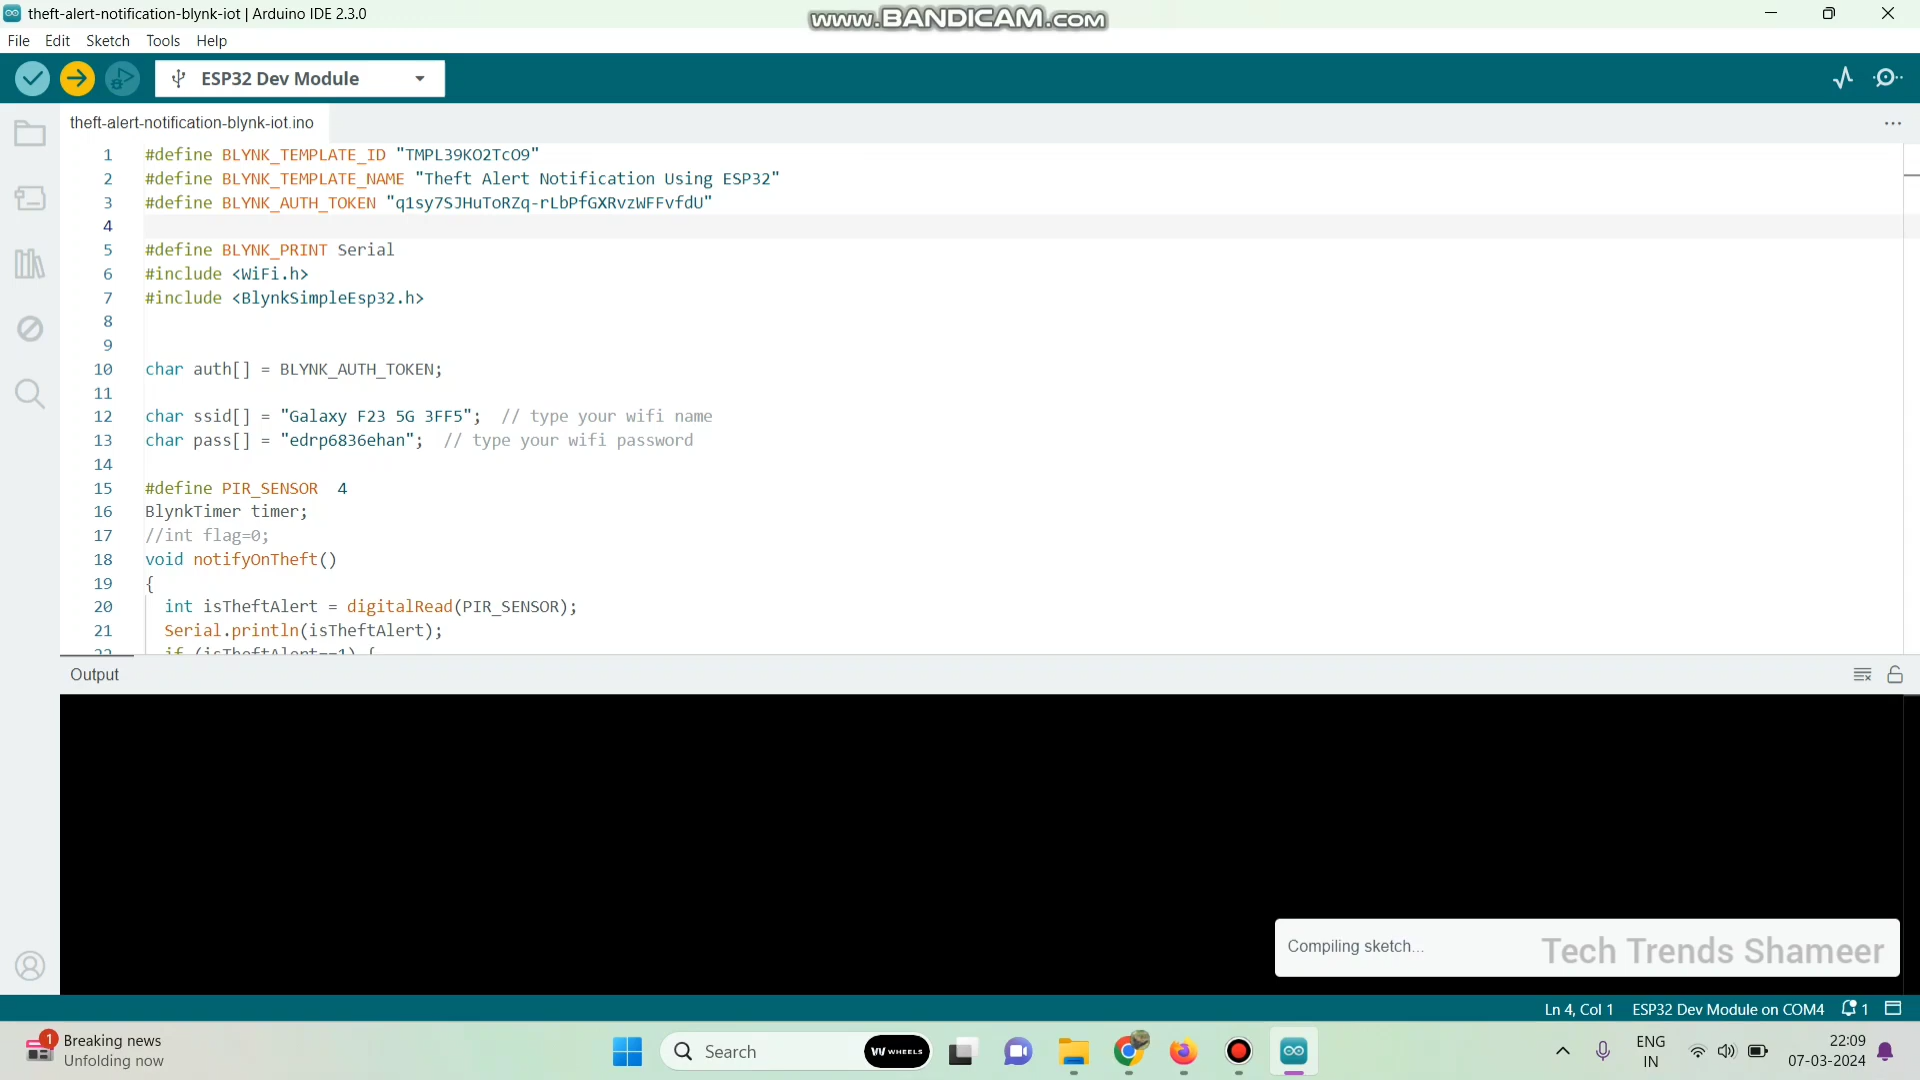 theft-alert-notification-blynk-iot | Arduino IDE 2.3.0
www.BANDICAM.COM
File Edit Sketch Tools Help
ESP32 Dev Module
theft-alert-notification-blynk-iot.ino
1 #define BLYNK_TEMPLATE_ID "TMPL39KO2TcO9"
2 #define BLYNK_TEMPLATE_NAME "Theft Alert Notification Using ESP32"
3 #define BLYNK_AUTH_TOKEN "q1sy7SJHuToRZq-rLbPfGXRvzWFFvfdU"
4
5 #define BLYNK_PRINT Serial
6 #include <WiFi.h>
7 #include <BlynkSimpleEsp32.h>
8
9
10 char auth[] = BLYNK_AUTH_TOKEN;
11
12 char ssid[] = "Galaxy F23 5G 3FF5";  // type your wifi name
13 char pass[] = "edrp6836ehan";  // type your wifi password
14
15 #define PIR_SENSOR  4
16 BlynkTimer timer;
17 //int flag=0;
18 void notifyOnTheft()
19 {
20   int isTheftAlert = digitalRead(PIR_SENSOR);
21   Serial.println(isTheftAlert);
22   if (isTheftAlert==1) {
Output
Compiling sketch...
Tech Trends Shameer
Ln 4, Col 1 ESP32 Dev Module on COM4 1
1 Breaking news
Unfolding now
Search
WHEELS
ENG
IN
22:09
07-03-2024